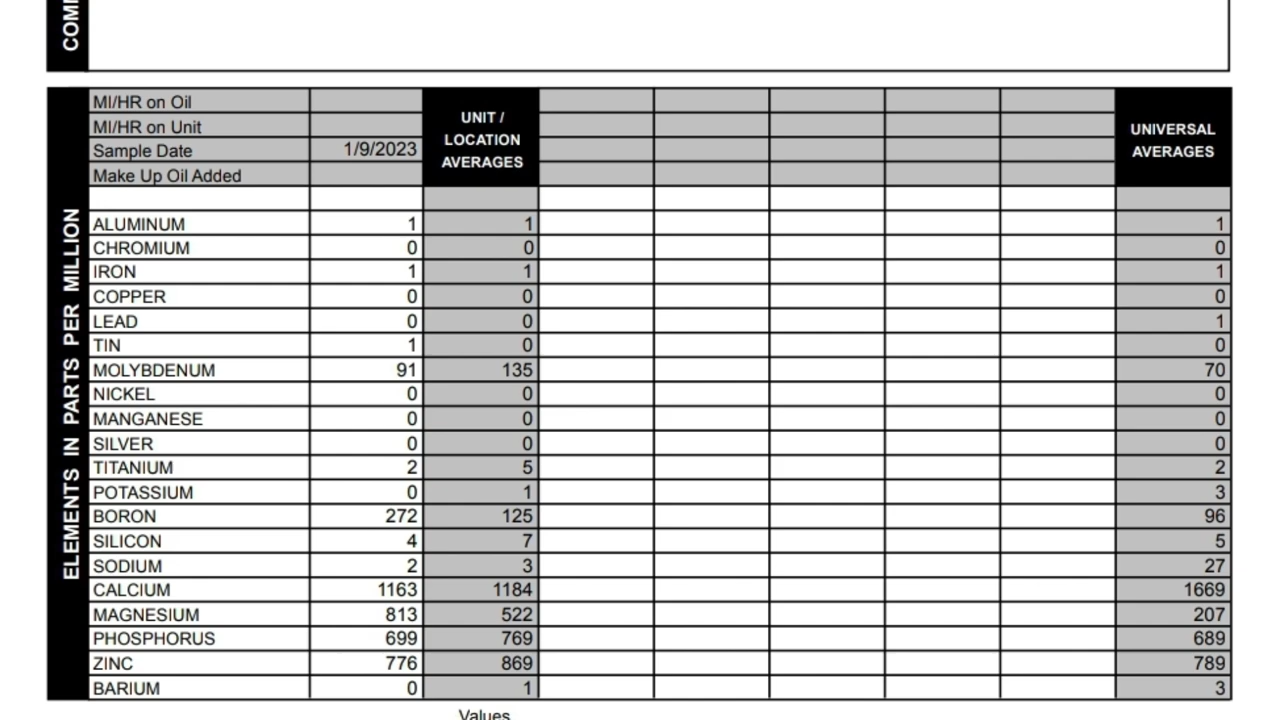 COM
MI/HR on Oil
MI/HR on Unit
Sample Date 1/9/2023
Make Up Oil Added
UNIT /
LOCATION
AVERAGES
UNIVERSAL
AVERAGES
ELEMENTS IN PARTS PER MILLION
ALUMINUM 1 1 1
CHROMIUM 0 0 0
IRON 1 1 1
COPPER 0 0 0
LEAD 0 0 1
TIN 1 0 0
MOLYBDENUM 91 135 70
NICKEL 0 0 0
MANGANESE 0 0 0
SILVER 0 0 0
TITANIUM 2 5 2
POTASSIUM 0 1 3
BORON 272 125 96
SILICON 4 7 5
SODIUM 2 3 27
CALCIUM 1163 1184 1669
MAGNESIUM 813 522 207
PHOSPHORUS 699 769 689
ZINC 776 869 789
BARIUM 0 1 3
Values